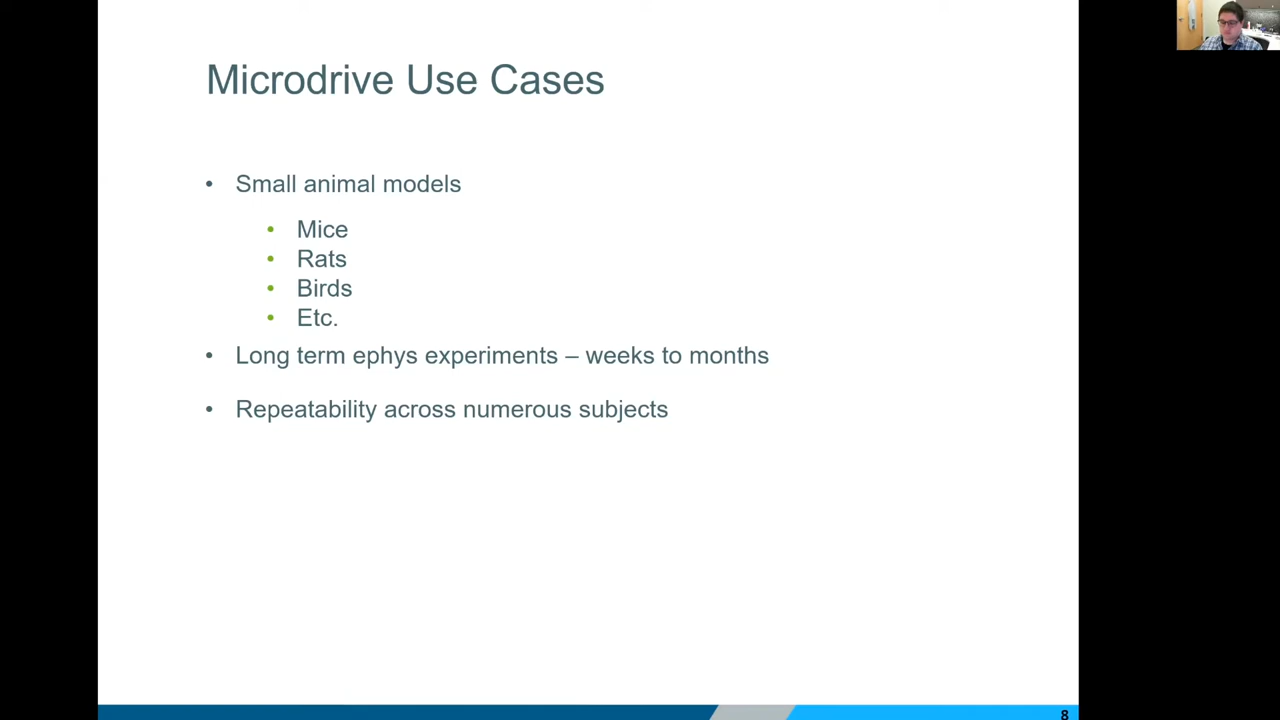 Microdrive Use Cases
• Small animal models
• Mice
• Rats
• Birds
• Etc.
• Long term ephys experiments – weeks to months
• Repeatability across numerous subjects
8